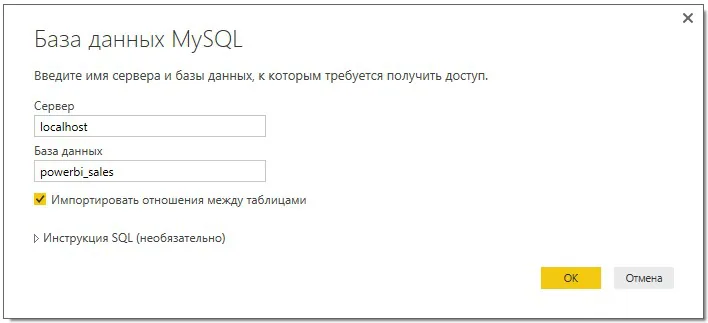 База данных MySQL
Введите имя сервера и базы данных, к которым требуется получить доступ.
Сервер
localhost
База данных
powerbi_sales
Импортировать отношения между таблицами
Инструкция SQL (необязательно)
OK Отмена